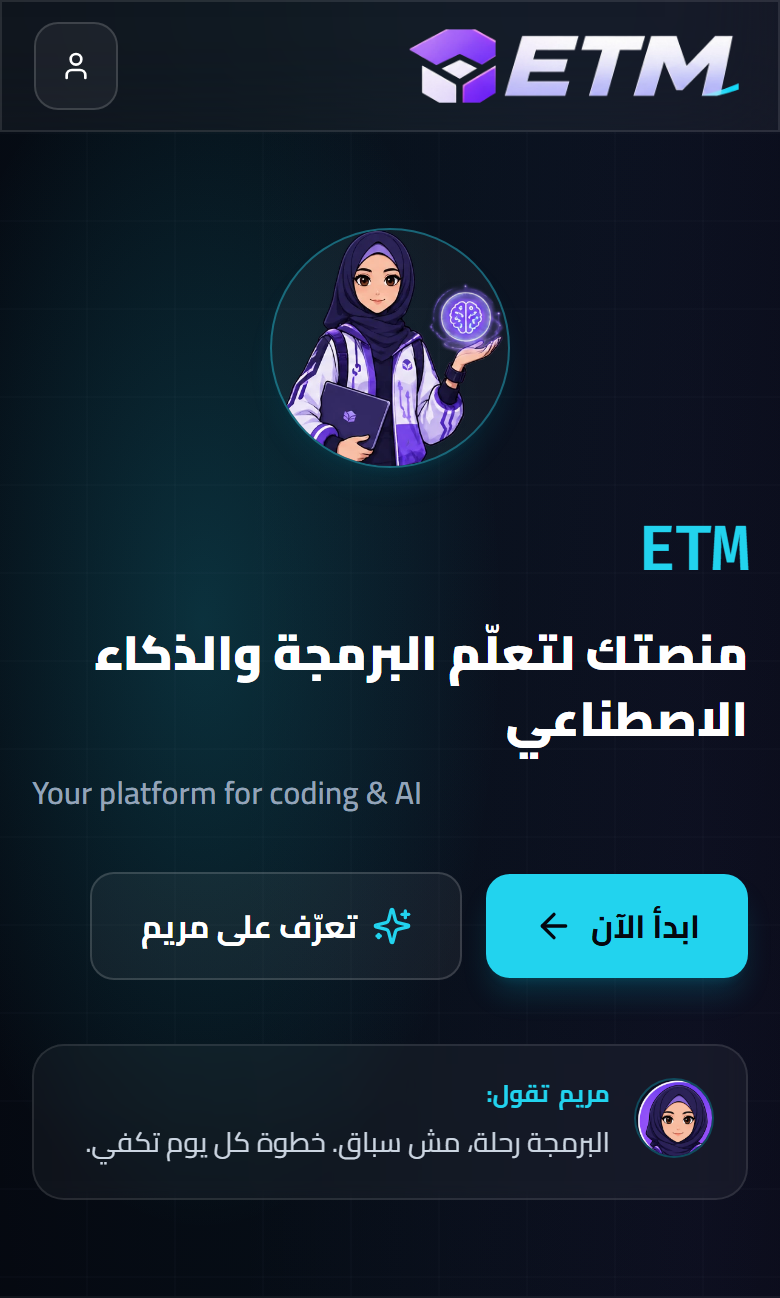 ETM
ETM
منصتك لتعلّم البرمجة والذكاء
الاصطناعي
Your platform for coding & AI
ابدأ الآن
تعرّف على مريم
مريم تقول:
البرمجة رحلة، مش سباق. خطوة كل يوم تكفي.